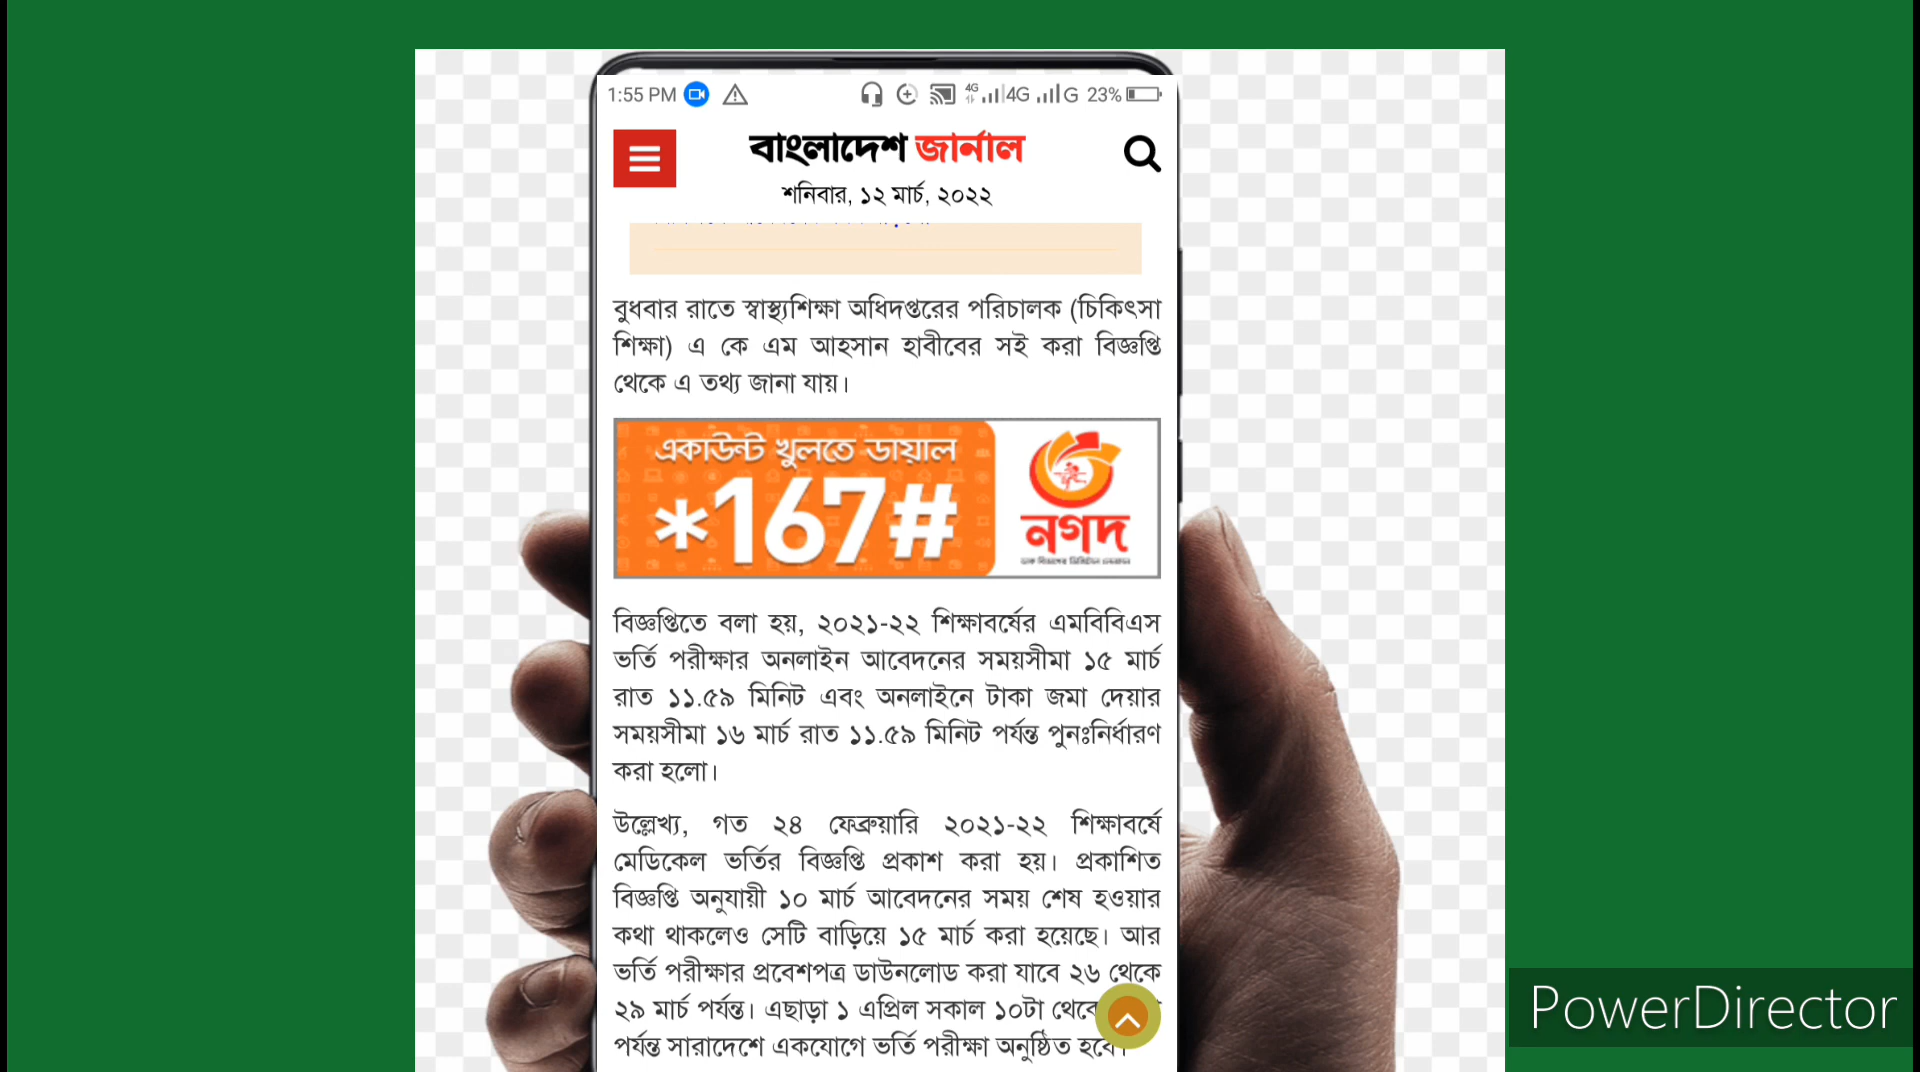 1:55 PM 4G 4G G 23%
বাংলাদেশ জার্নাল
শনিবার, ১২ মার্চ, ২০২২
বুধবার রাতে স্বাস্থ্যশিক্ষা অধিদপ্তরের পরিচালক (চিকিৎসা
শিক্ষা) এ কে এম আহসান হাবীবের সই করা বিজ্ঞপ্তি
থেকে এ তথ্য জানা যায়।
একাউন্ট খুলতে ডায়াল
*167#
নগদ
বিজ্ঞপ্তিতে বলা হয়, ২০২১-২২ শিক্ষাবর্ষের এমবিবিএস
ভর্তি পরীক্ষার অনলাইন আবেদনের সময়সীমা ১৫ মার্চ
রাত ১১.৫৯ মিনিট এবং অনলাইনে টাকা জমা দেয়ার
সময়সীমা ১৬ মার্চ রাত ১১.৫৯ মিনিট পর্যন্ত পুনঃনির্ধারণ
করা হলো।
উল্লেখ্য, গত ২৪ ফেব্রুয়ারি ২০২১-২২ শিক্ষাবর্ষে
মেডিকেল ভর্তির বিজ্ঞপ্তি প্রকাশ করা হয়। প্রকাশিত
বিজ্ঞপ্তি অনুযায়ী ১০ মার্চ আবেদনের সময় শেষ হওয়ার
কথা থাকলেও সেটি বাড়িয়ে ১৫ মার্চ করা হয়েছে। আর
ভর্তি পরীক্ষার প্রবেশপত্র ডাউনলোড করা যাবে ২৬ থেকে
২৯ মার্চ পর্যন্ত। এছাড়া ১ এপ্রিল সকাল ১০টা থেকে
পর্যন্ত সারাদেশে একযোগে ভর্তি পরীক্ষা অনুষ্ঠিত হবে।
PowerDirector